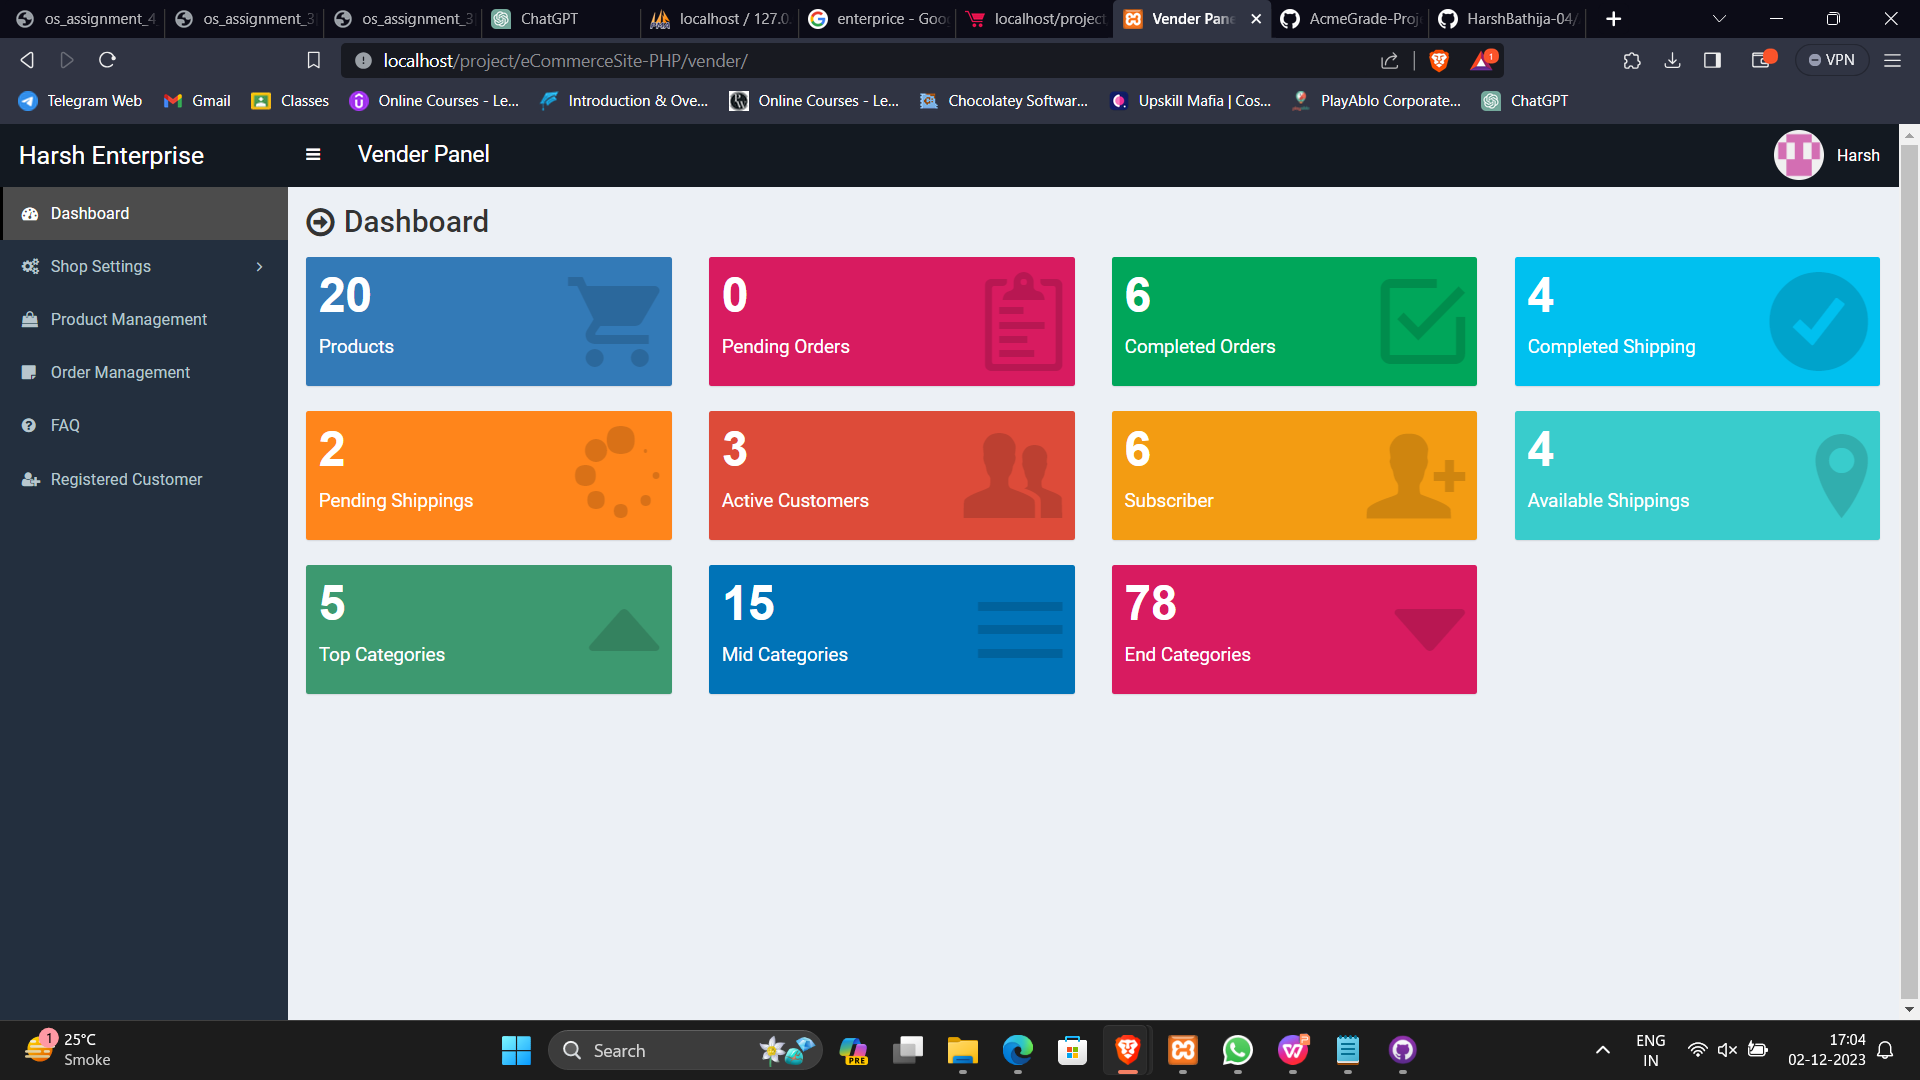 os_assignment_4
os_assignment_3
os_assignment_3
ChatGPT
localhost / 127.0.
enterprice - Goo
localhost/project
Vender Pane
AcmeGrade-Proj
HarshBathija-04/
localhost/project/eCommerceSite-PHP/vender/
1
VPN
Telegram Web
Gmail
Classes
Online Courses - Le...
Introduction & Ove...
Online Courses - Le...
Chocolatey Softwar...
Upskill Mafia | Cos...
PlayAblo Corporate...
ChatGPT
Harsh Enterprise
Vender Panel
Harsh
Dashboard
Shop Settings
Product Management
Order Management
FAQ
Registered Customer
Dashboard
20
Products
0
Pending Orders
6
Completed Orders
4
Completed Shipping
2
Pending Shippings
3
Active Customers
6
Subscriber
4
Available Shippings
5
Top Categories
15
Mid Categories
78
End Categories
1
25°C
Smoke
Search
PRE
ENG
IN
17:04
02-12-2023